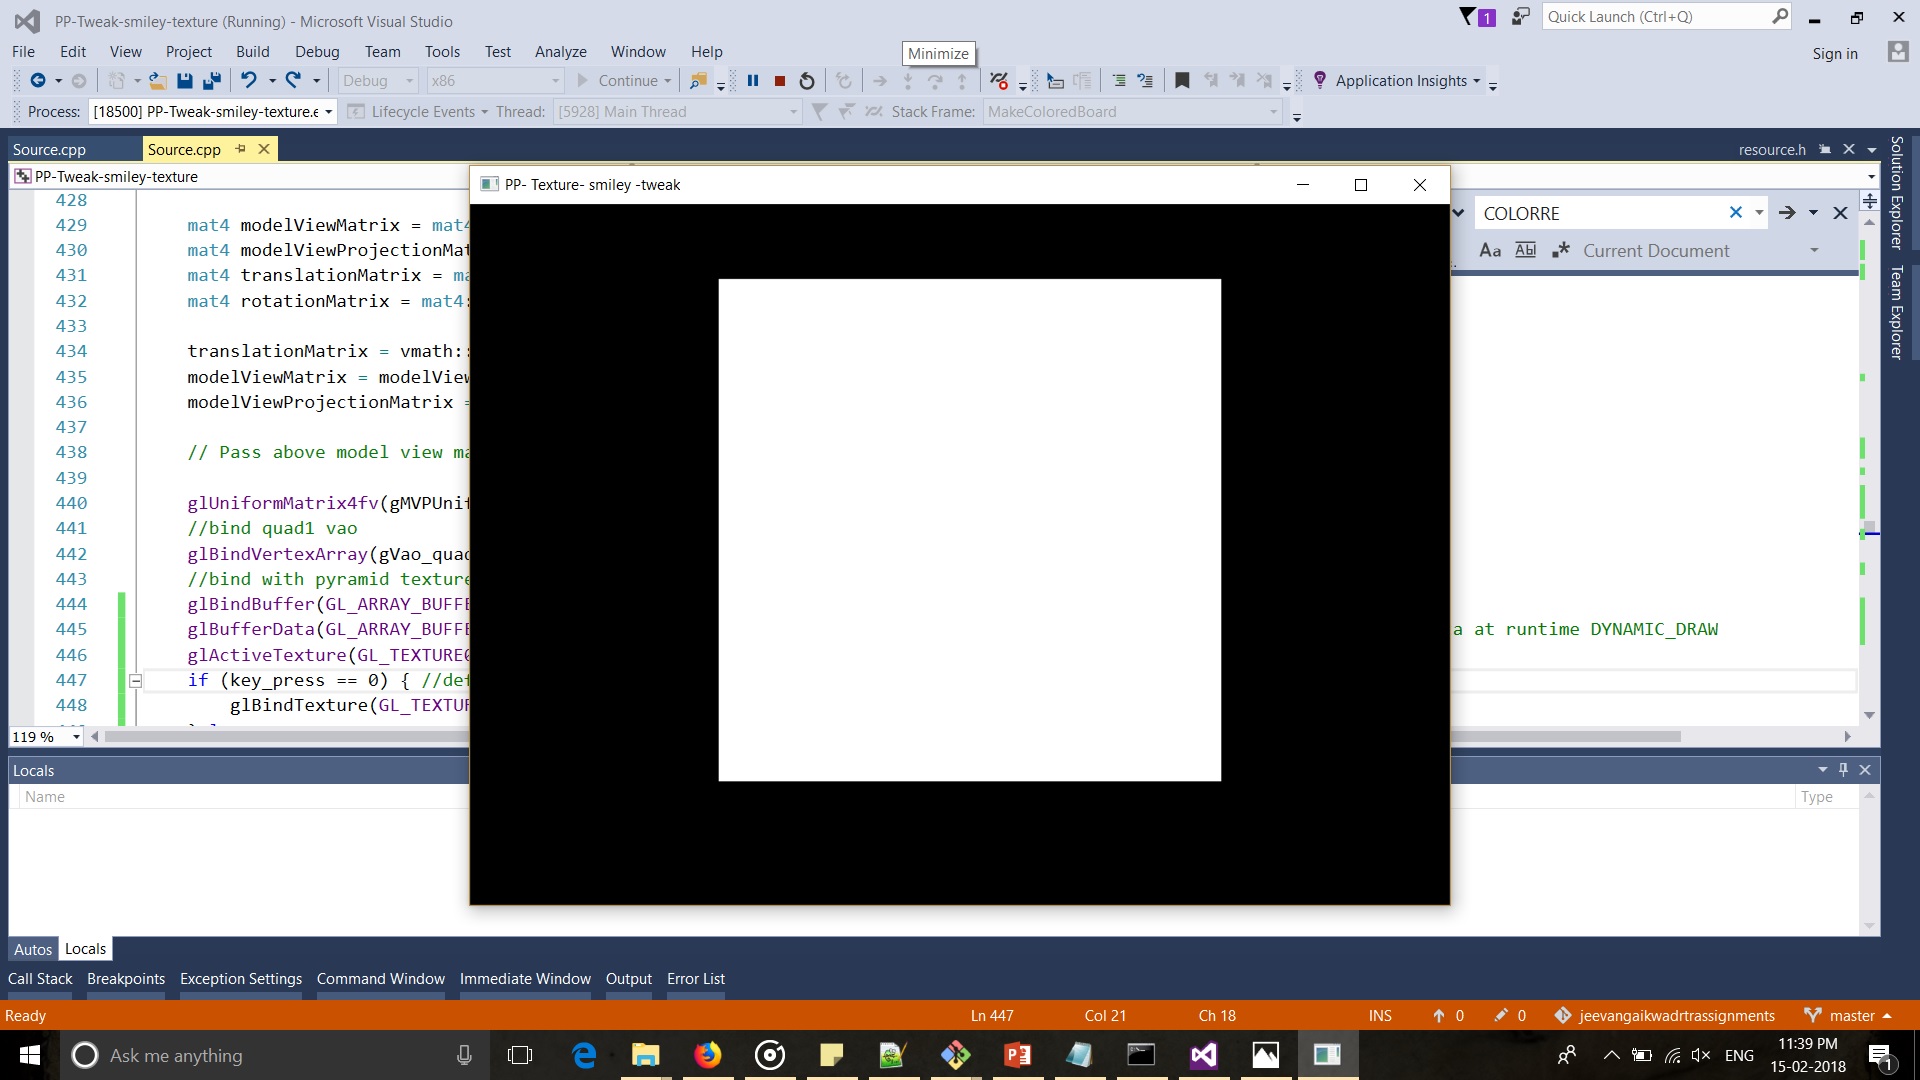 PP-Tweak-smiley-texture (Running) - Microsoft Visual Studio
1
Quick Launch (Ctrl+Q)
File Edit View Project Build Debug Team Tools Test Analyze Window Help
Minimize
Sign in
Debug x86 Continue Application Insights
Process: [18500] PP-Tweak-smiley-texture.e Lifecycle Events Thread: [5928] Main Thread Stack Frame: MakeColoredBoard
Source.cpp Source.cpp resource.h
PP-Tweak-smiley-texture
PP- Texture- smiley -tweak
COLORRE
Aa Abl Current Document
Solution Explorer
Team Explorer
428
429 mat4 modelViewMatrix = mat4
430 mat4 modelViewProjectionMat
431 mat4 translationMatrix = ma
432 mat4 rotationMatrix = mat4:
433
434 translationMatrix = vmath::
435 modelViewMatrix = modelView
436 modelViewProjectionMatrix =
437
438 // Pass above model view ma
439
440 glUniformMatrix4fv(gMVPUnif
441 //bind quad1 vao
442 glBindVertexArray(gVao_quad
443 //bind with pyramid texture
444 glBindBuffer(GL_ARRAY_BUFFE
445 glBufferData(GL_ARRAY_BUFFE a at runtime DYNAMIC_DRAW
446 glActiveTexture(GL_TEXTURE0
447 if (key_press == 0) { //def
448 glBindTexture(GL_TEXTUR
119 %
Locals
Name Type
Autos Locals
Call Stack Breakpoints Exception Settings Command Window Immediate Window Output Error List
Ready Ln 447 Col 21 Ch 18 INS 0 0 jeevangaikwadrtrassignments master
Ask me anything
ENG
11:39 PM
15-02-2018
1